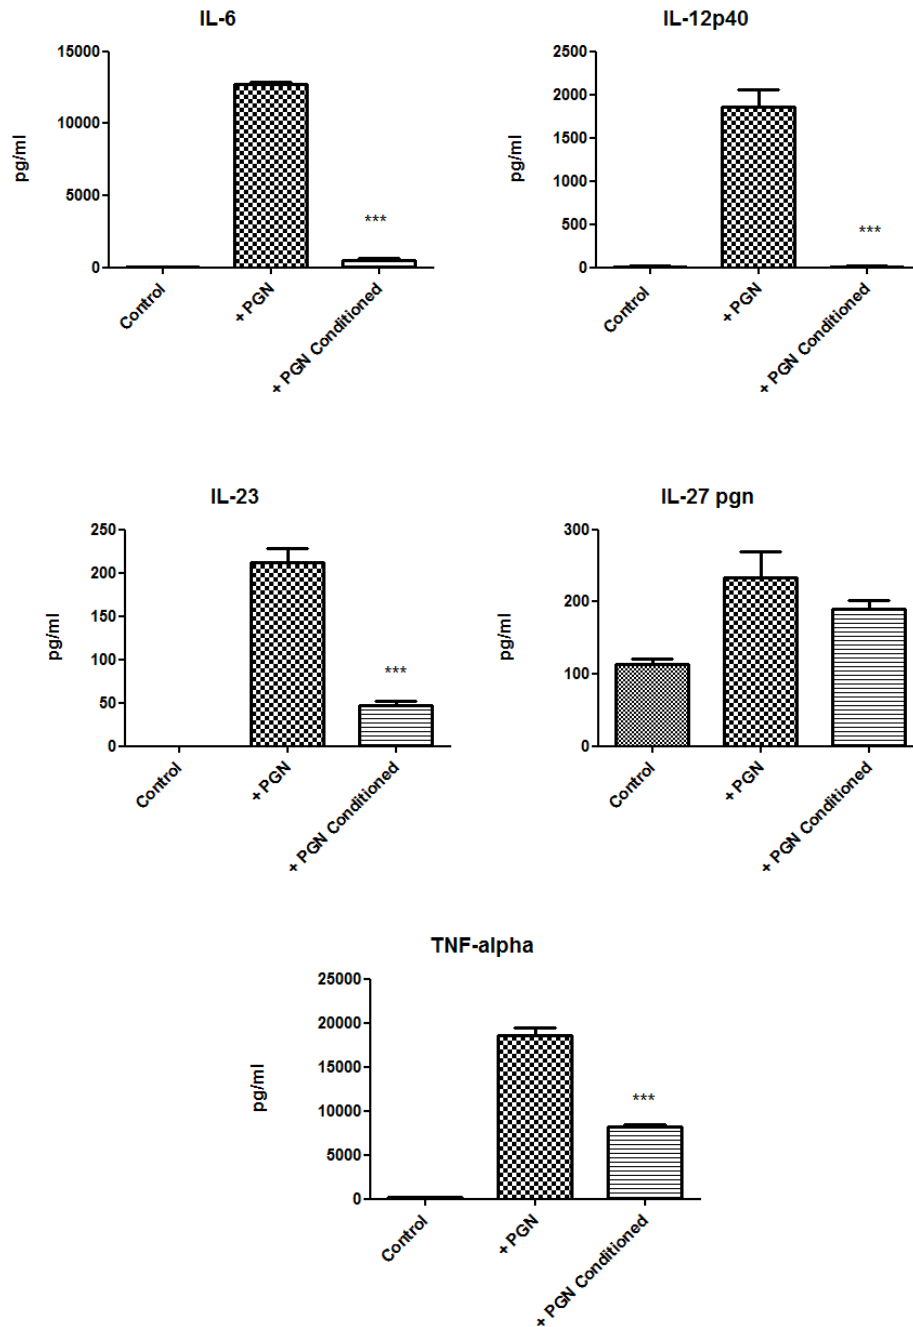 IL-6
15000
10000
5000
0
pg/ml
***
Control
+ PGN
+ PGN Conditioned
IL-12p40
2500
2000
1500
1000
500
0
pg/ml
***
Control
+ PGN
+ PGN Conditioned
IL-23
250
200
150
100
50
0
pg/ml
***
Control
+ PGN
+ PGN Conditioned
IL-27 pgn
300
200
100
0
pg/ml
Control
+ PGN
+ PGN Conditioned
TNF-alpha
25000
20000
15000
10000
5000
0
pg/ml
***
Control
+ PGN
+ PGN Conditioned